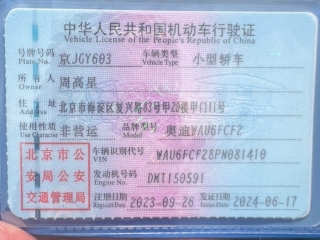 中华人民共和国机动车行驶证
Vehicle License of the People's Republic of China
号牌号码 京JGY603 车辆类型 小型轿车
Plate No. Vehicle Type
所有人 周高星
Owner
住址 北京市海淀区复兴路83号甲20楼甲门11号
Address
使用性质 非营运 品牌型号 奥迪WAU6FCF2
Use Character Model
北京市公
安局公安
交通管理局
车辆识别代号 WAU6FCF28PN081410
VIN
发动机号码 DMT150591
Engine No.
注册日期 2023-09-26 发证日期 2024-06-17
Register Date Issue Date